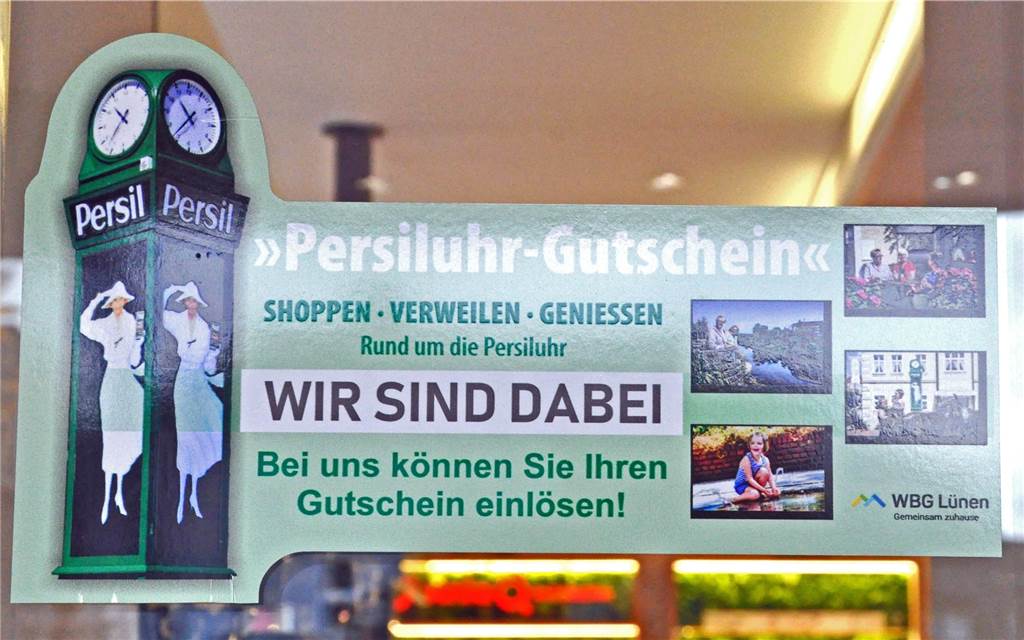 Persil Persil
»Persiluhr-Gutschein«
SHOPPEN · VERWEILEN · GENIESSEN
Rund um die Persiluhr
WIR SIND DABEI
Bei uns können Sie Ihren
Gutschein einlösen!
WBG Lünen
Gemeinsam zuhause